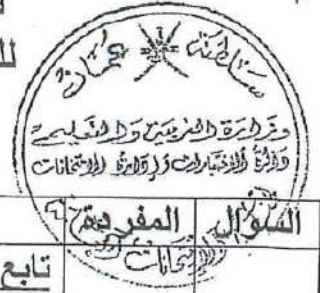 سلطنة عمان
وزارة التربية والتعليم
دائرة الاختبارات وإدارة الامتحانات
السؤال المفردة
تابع